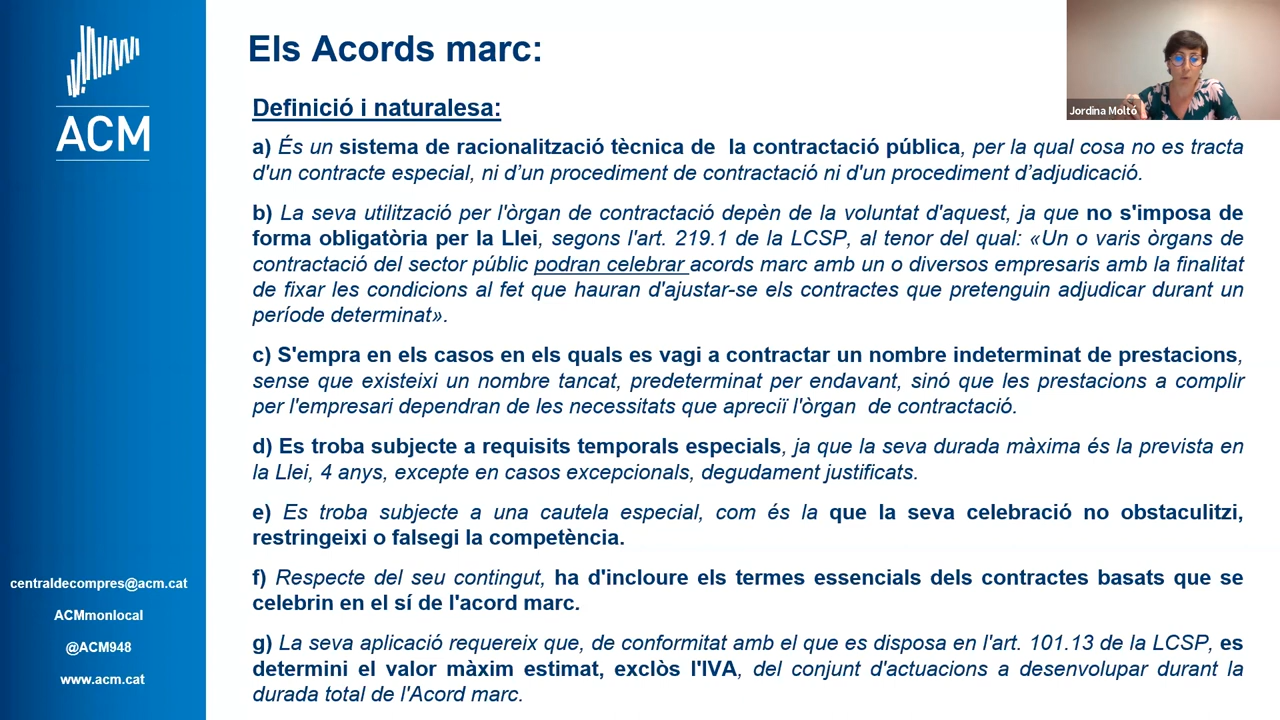 ACM
centraldecompres@acm.cat
ACMmonlocal
@ACM948
www.acm.cat
Els Acords marc:
Jordina Moltó
Definició i naturalesa:
a) És un sistema de racionalització tècnica de la contractació pública, per la qual cosa no es tracta
d'un contracte especial, ni d’un procediment de contractació ni d'un procediment d’adjudicació.
b) La seva utilització per l'òrgan de contractació depèn de la voluntat d'aquest, ja que no s'imposa de
forma obligatòria per la Llei, segons l'art. 219.1 de la LCSP, al tenor del qual: «Un o varis òrgans de
contractació del sector públic podran celebrar acords marc amb un o diversos empresaris amb la finalitat
de fixar les condicions al fet que hauran d'ajustar-se els contractes que pretenguin adjudicar durant un
període determinat».
c) S'empra en els casos en els quals es vagi a contractar un nombre indeterminat de prestacions,
sense que existeixi un nombre tancat, predeterminat per endavant, sinó que les prestacions a complir
per l'empresari dependran de les necessitats que apreciï l'òrgan de contractació.
d) Es troba subjecte a requisits temporals especials, ja que la seva durada màxima és la prevista en
la Llei, 4 anys, excepte en casos excepcionals, degudament justificats.
e) Es troba subjecte a una cautela especial, com és la que la seva celebració no obstaculitzi,
restringeixi o falsegi la competència.
f) Respecte del seu contingut, ha d'incloure els termes essencials dels contractes basats que se
celebrin en el sí de l'acord marc.
g) La seva aplicació requereix que, de conformitat amb el que es disposa en l'art. 101.13 de la LCSP, es
determini el valor màxim estimat, exclòs l'IVA, del conjunt d'actuacions a desenvolupar durant la
durada total de l'Acord marc.